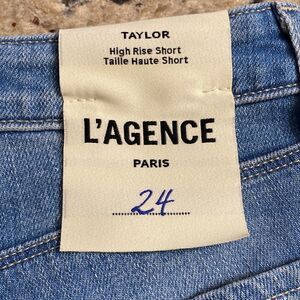 TAYLOR
High Rise Short
Taille Haute Short
L'AGENCE
PARIS
24